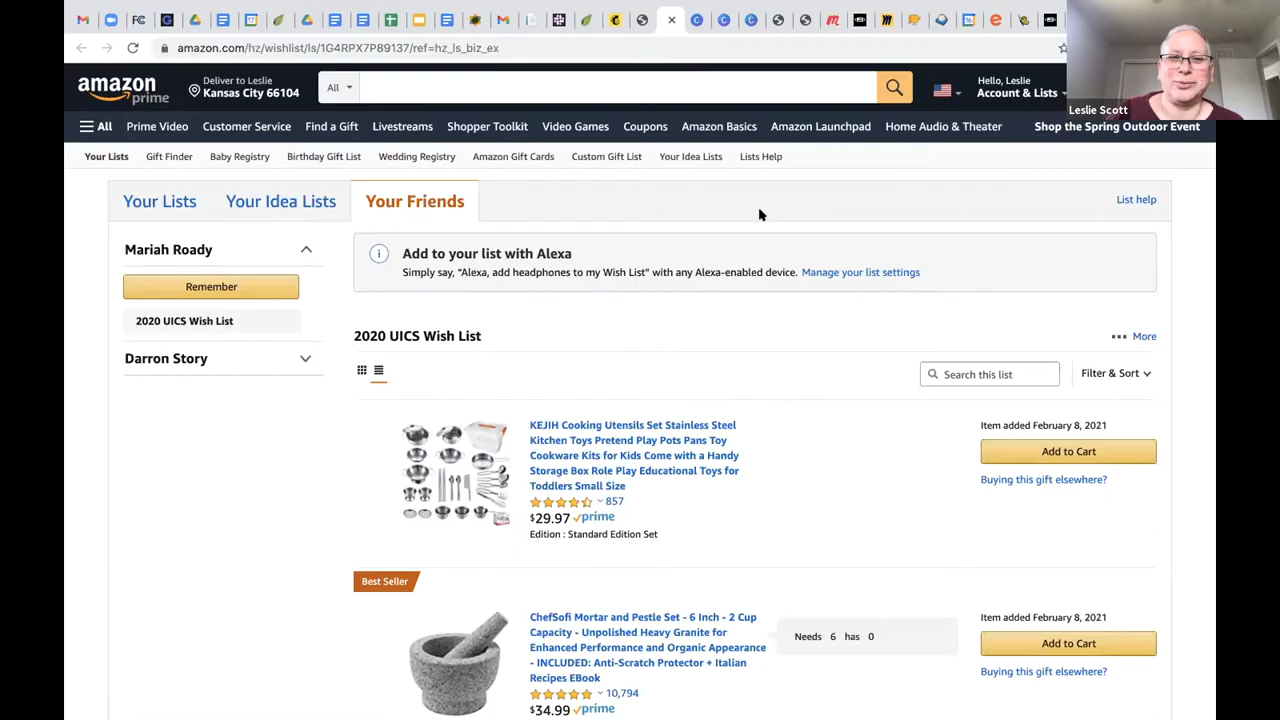 amazon.com/hz/wishlist/ls/1G4RPX7P89137/ref=hz_ls_biz_ex
Leslie Scott
amazon
prime
Deliver to Leslie
Kansas City 66104
All
Hello, Leslie
Account & Lists
All Prime Video Customer Service Find a Gift Livestreams Shopper Toolkit Video Games Coupons Amazon Basics Amazon Launchpad Home Audio & Theater Shop the Spring Outdoor Event
Your Lists Gift Finder Baby Registry Birthday Gift List Wedding Registry Amazon Gift Cards Custom Gift List Your Idea Lists Lists Help
Your Lists Your Idea Lists Your Friends List help
Mariah Roady
Remember
2020 UICS Wish List
Darron Story
Add to your list with Alexa
Simply say, “Alexa, add headphones to my Wish List” with any Alexa-enabled device. Manage your list settings
2020 UICS Wish List
More
Search this list
Filter & Sort
KEJIH Cooking Utensils Set Stainless Steel
Kitchen Toys Pretend Play Pots Pans Toy
Cookware Kits for Kids Come with a Handy
Storage Box Role Play Educational Toys for
Toddlers Small Size
857
$29.97 prime
Edition : Standard Edition Set
Item added February 8, 2021
Add to Cart
Buying this gift elsewhere?
Best Seller
ChefSofi Mortar and Pestle Set - 6 Inch - 2 Cup
Capacity - Unpolished Heavy Granite for
Enhanced Performance and Organic Appearance
- INCLUDED: Anti-Scratch Protector + Italian
Recipes EBook
10,794
$34.99 prime
Needs 6 has 0
Item added February 8, 2021
Add to Cart
Buying this gift elsewhere?